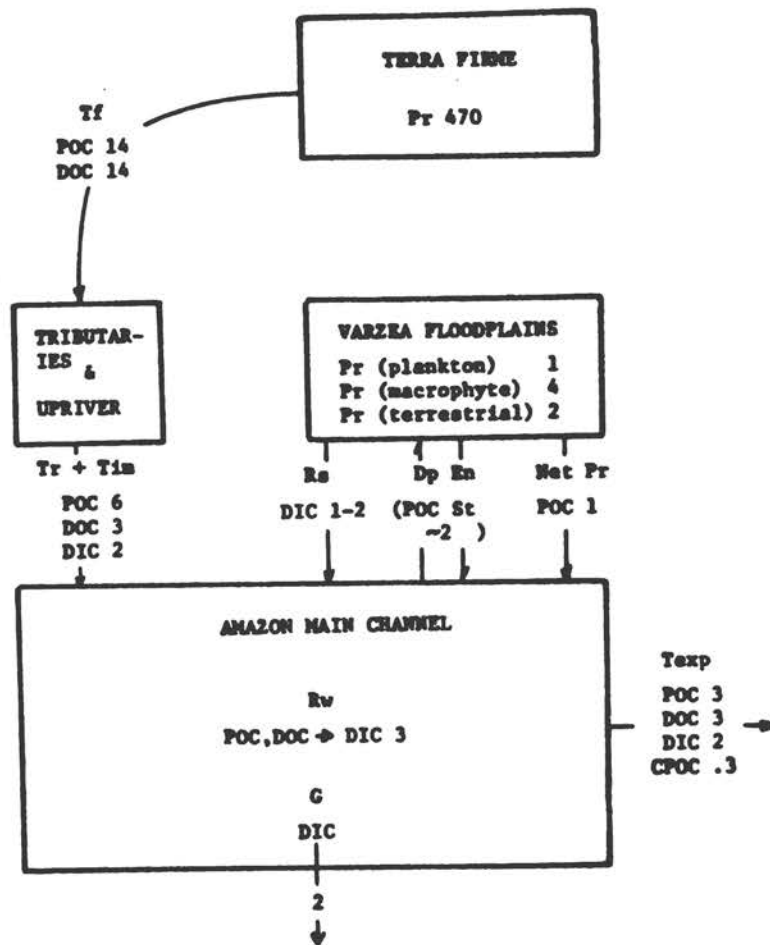 TERRA FIRME
Pr 470
Tf
POC 14
DOC 14
TRIBUTAR-
IES &
UPRIVER
VARZEA FLOODPLAINS
Pr (plankton) 1
Pr (macrophyte) 4
Pr (terrestrial) 2
Tr + Tim
POC 6
DOC 3
DIC 2
Rs
DIC 1-2
Dp En
(POC St
~2 )
Net Pr
POC 1
AMAZON MAIN CHANNEL
Rw
POC,DOC → DIC 3
G
DIC
2
Texp
POC 3
DOC 3
DIC 2
CPOC .3